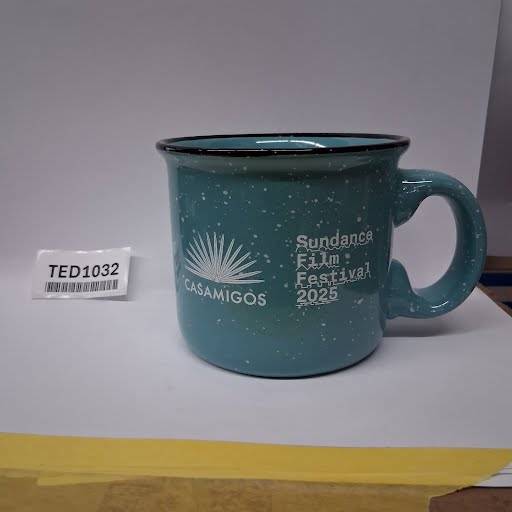 TED1032
CASAMIGOS
Sundance
Film
Festival
2025